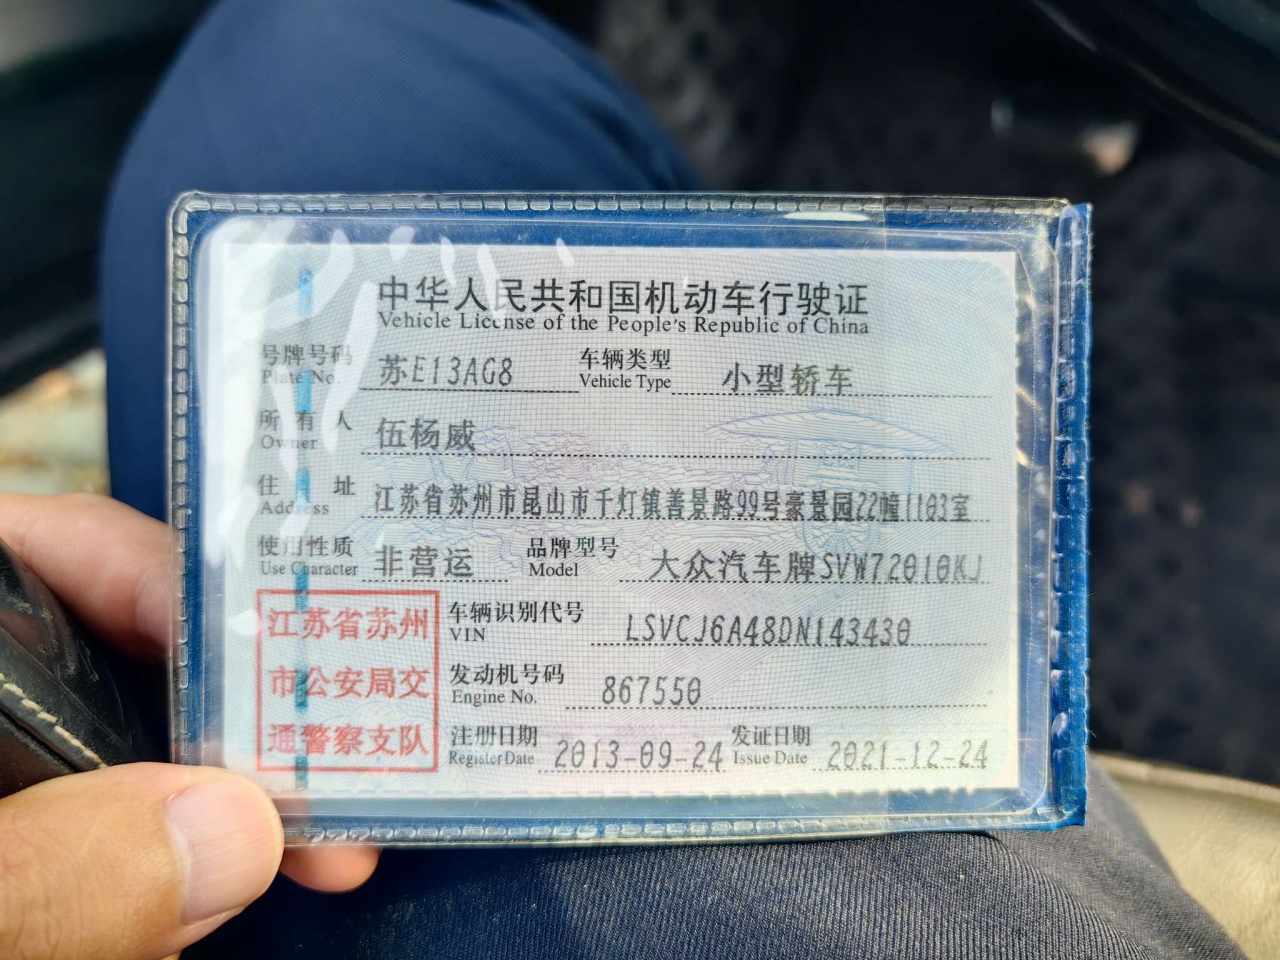 中华人民共和国机动车行驶证
Vehicle License of the People's Republic of China
号牌号码 苏E13AG8 车辆类型 小型轿车
Plate No. Vehicle Type
所有人 伍杨威
Owner
住址 江苏省苏州市昆山市千灯镇善景路99号豪景园22幢1103室
Address
使用性质 非营运 品牌型号 大众汽车牌SVW72010KJ
Use Character Model
江苏省苏州
市公安局交
通警察支队
车辆识别代号 LSVCJ6A48DN143430
VIN
发动机号码 867550
Engine No.
注册日期 2013-09-24 发证日期 2021-12-24
Register Date Issue Date